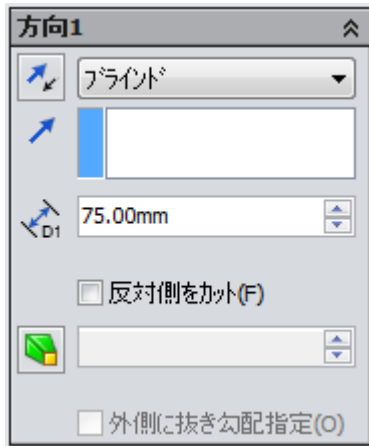 方向1
ﾌﾞﾗｲﾝﾄﾞ
D1
75.00mm
反対側をｶｯﾄ(F)
外側に抜き勾配指定(O)